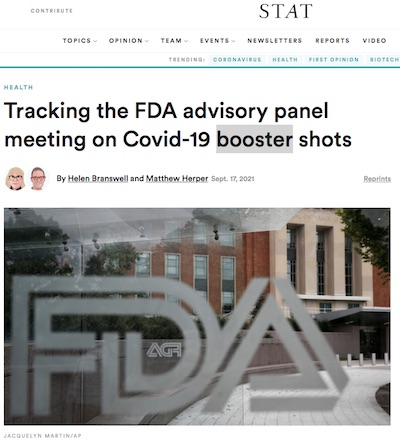 CONTRIBUTE
STAT
TOPICS OPINION TEAM EVENTS NEWSLETTERS REPORTS VIDEO
TRENDING: CORONAVIRUS HEALTH FIRST OPINION BIOTECH
HEALTH
Tracking the FDA advisory panel
meeting on Covid-19 booster shots
By Helen Branswell and Matthew Herper Sept. 17, 2021
Reprints
FDA
JACQUELYN MARTIN/AP